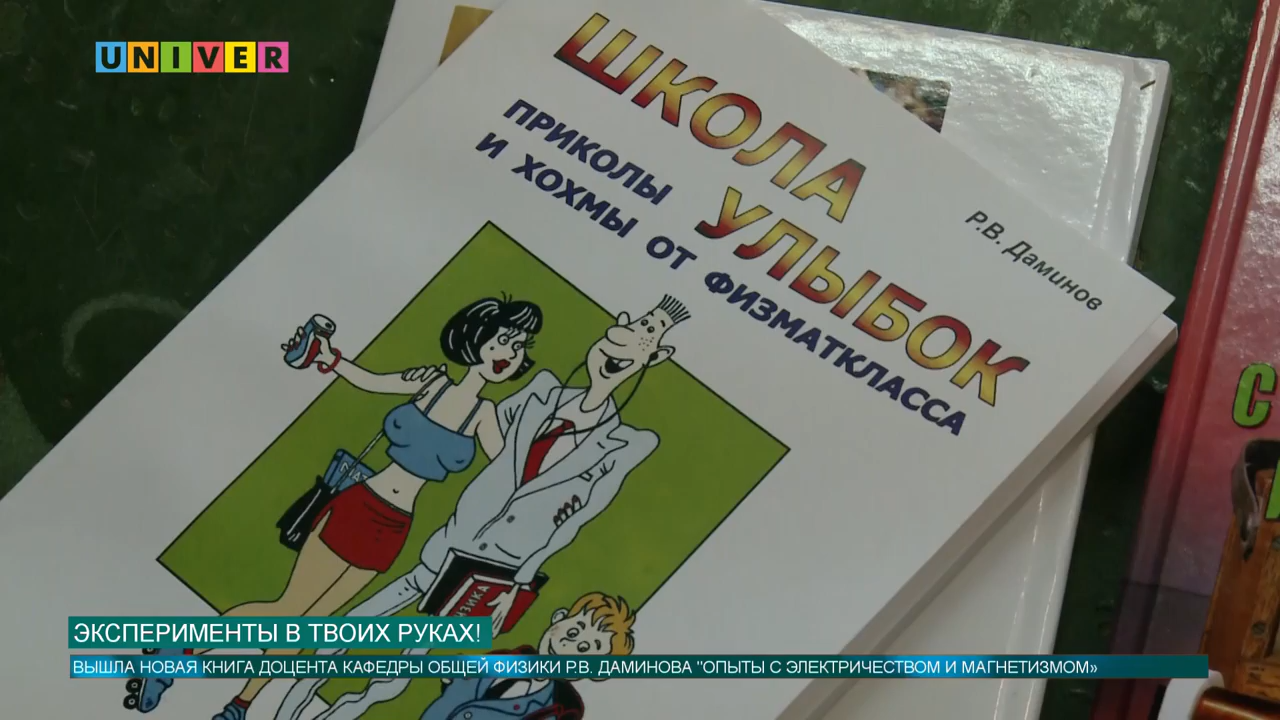 UNIVER
ШКОЛА
УЛЫБОК
ПРИКОЛЫ
И ХОХМЫ ОТ ФИЗМАТКЛАССА
Р.В. Даминов
ЭКСПЕРИМЕНТЫ В ТВОИХ РУКАХ!
ВЫШЛА НОВАЯ КНИГА ДОЦЕНТА КАФЕДРЫ ОБЩЕЙ ФИЗИКИ Р.В. ДАМИНОВА "ОПЫТЫ С ЭЛЕКТРИЧЕСТВОМ И МАГНЕТИЗМОМ»